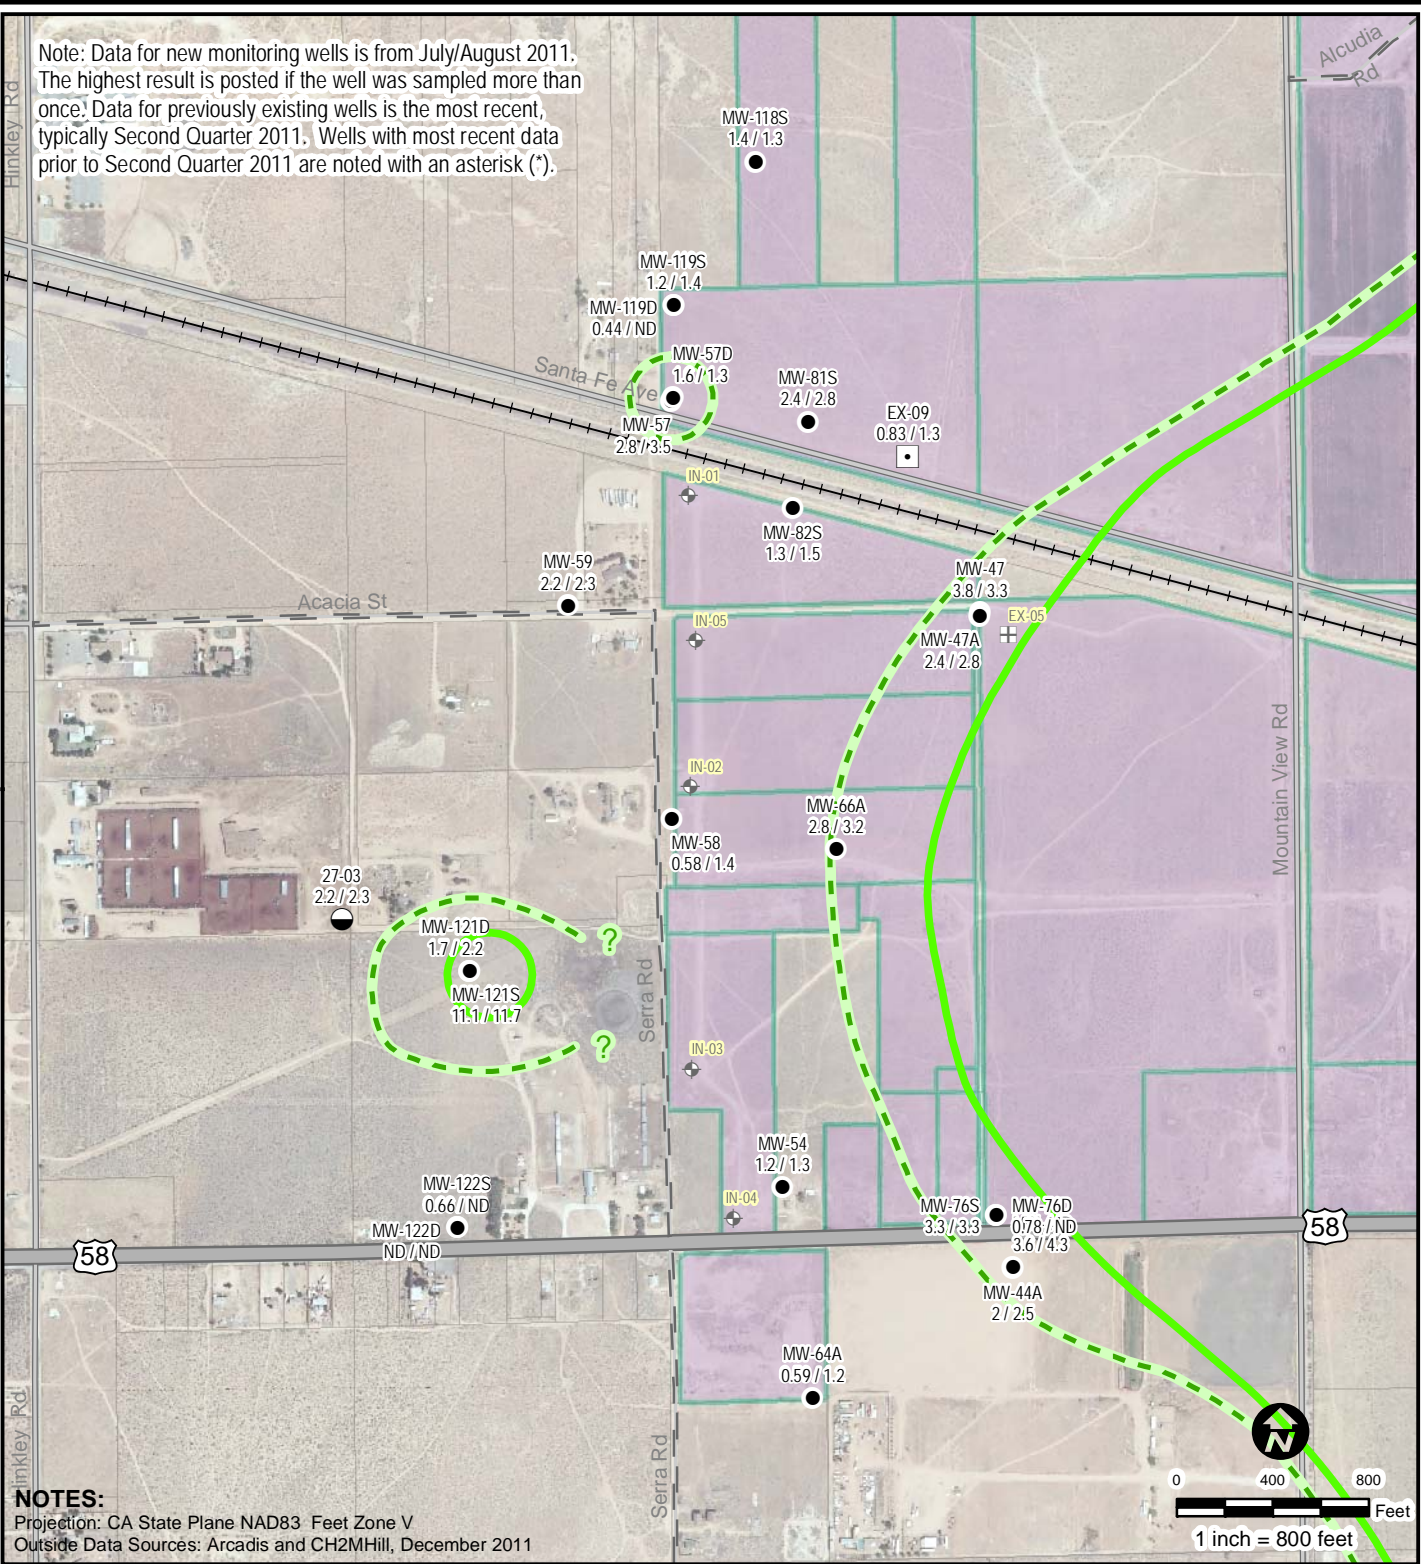 Note: Data for new monitoring wells is from July/August 2011.
The highest result is posted if the well was sampled more than
once. Data for previously existing wells is the most recent,
typically Second Quarter 2011. Wells with most recent data
prior to Second Quarter 2011 are noted with an asterisk (*).
Hinkley Rd
Alcudia
Rd
MW-118S
1.4 / 1.3
MW-119S
1.2 / 1.4
MW-119D
0.44 / ND
Santa Fe Ave
MW-57D
1.6 / 1.3
MW-57
2.8 / 3.5
MW-81S
2.4 / 2.8
EX-09
0.83 / 1.3
IN-01
MW-82S
1.3 / 1.5
MW-59
2.2 / 2.3
Acacia St
MW-47
3.8 / 3.3
EX-05
IN-05
MW-47A
2.4 / 2.8
Mountain View Rd
IN-02
MW-66A
2.8 / 3.2
MW-58
0.58 / 1.4
27-03
2.2 / 2.3
MW-121D
1.7 / 2.2
?
MW-121S
11.1 / 11.7
?
Serra Rd
IN-03
MW-54
1.2 / 1.3
MW-122S
0.66 / ND
MW-122D
ND / ND
IN-04
MW-76S
3.3 / 3.3
MW-76D
0.78 / ND
3.6 / 4.3
58
58
MW-44A
2 / 2.5
MW-64A
0.59 / 1.2
Hinkley Rd
Serra Rd
N
0 400 800
Feet
1 inch = 800 feet
NOTES:
Projection: CA State Plane NAD83 Feet Zone V
Outside Data Sources: Arcadis and CH2MHill, December 2011